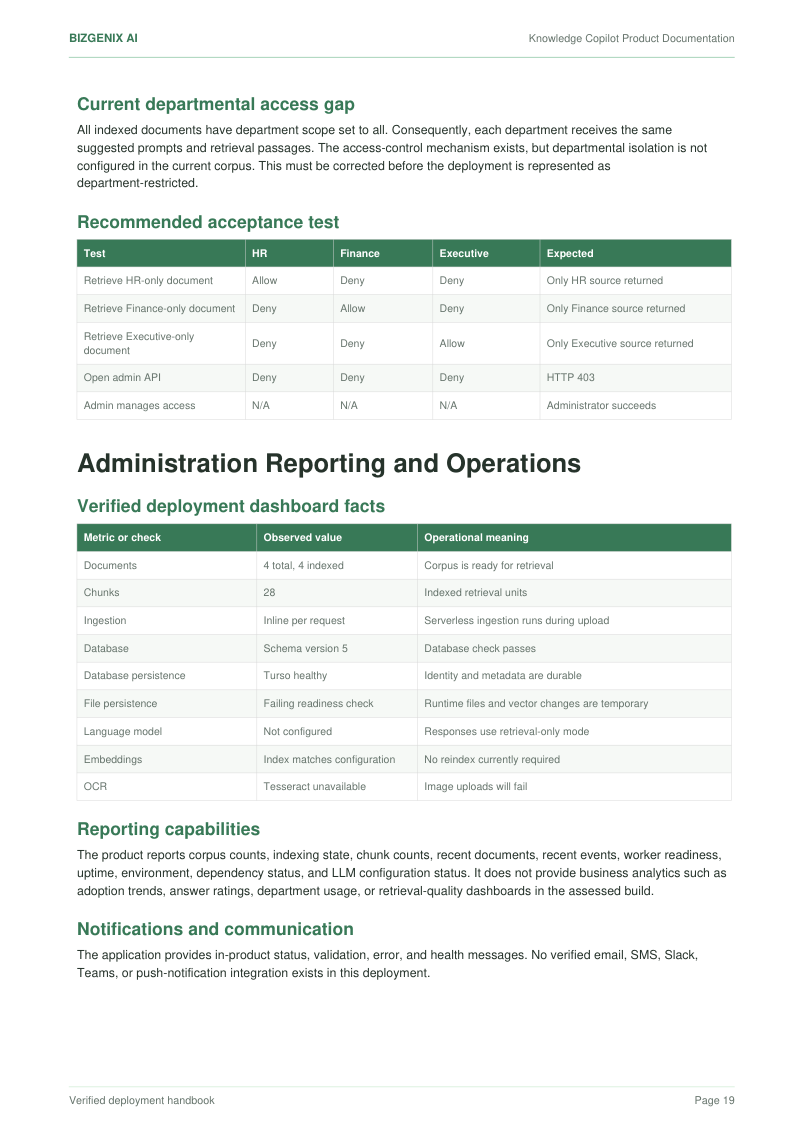 BIZGENIX AI
Knowledge Copilot Product Documentation
Current departmental access gap
All indexed documents have department scope set to all. Consequently, each department receives the same
suggested prompts and retrieval passages. The access-control mechanism exists, but departmental isolation is not
configured in the current corpus. This must be corrected before the deployment is represented as
department-restricted.
Recommended acceptance test
Test HR Finance Executive Expected
Retrieve HR-only document Allow Deny Deny Only HR source returned
Retrieve Finance-only document Deny Allow Deny Only Finance source returned
Retrieve Executive-only
document Deny Deny Allow Only Executive source returned
Open admin API Deny Deny Deny HTTP 403
Admin manages access N/A N/A N/A Administrator succeeds
Administration Reporting and Operations
Verified deployment dashboard facts
Metric or check Observed value Operational meaning
Documents 4 total, 4 indexed Corpus is ready for retrieval
Chunks 28 Indexed retrieval units
Ingestion Inline per request Serverless ingestion runs during upload
Database Schema version 5 Database check passes
Database persistence Turso healthy Identity and metadata are durable
File persistence Failing readiness check Runtime files and vector changes are temporary
Language model Not configured Responses use retrieval-only mode
Embeddings Index matches configuration No reindex currently required
OCR Tesseract unavailable Image uploads will fail
Reporting capabilities
The product reports corpus counts, indexing state, chunk counts, recent documents, recent events, worker readiness,
uptime, environment, dependency status, and LLM configuration status. It does not provide business analytics such as
adoption trends, answer ratings, department usage, or retrieval-quality dashboards in the assessed build.
Notifications and communication
The application provides in-product status, validation, error, and health messages. No verified email, SMS, Slack,
Teams, or push-notification integration exists in this deployment.
Verified deployment handbook
Page 19